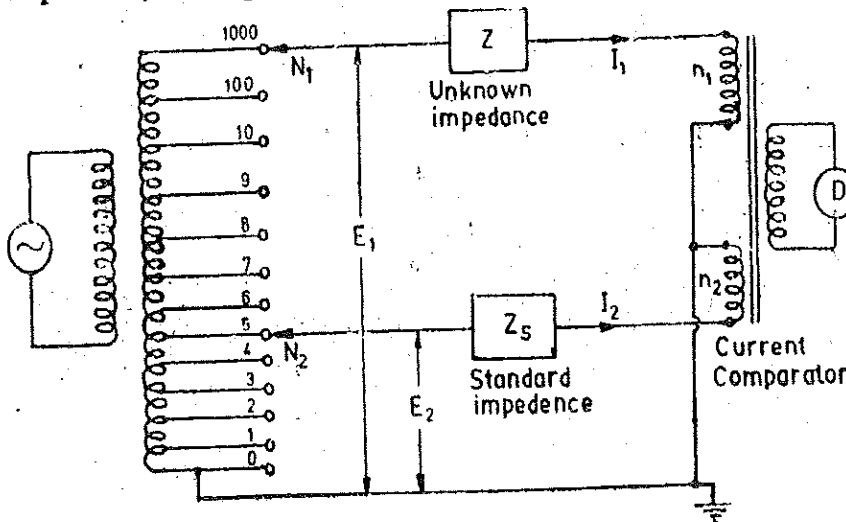 1000
N₁
Z
I₁
n₁
100
Unknown
impedance
10
9
8
E₁
D
7
6
5
N₂
Z_S
I₂
n₂
4
Standard
impedence
Current
Comparator
3
E₂
2
1
0